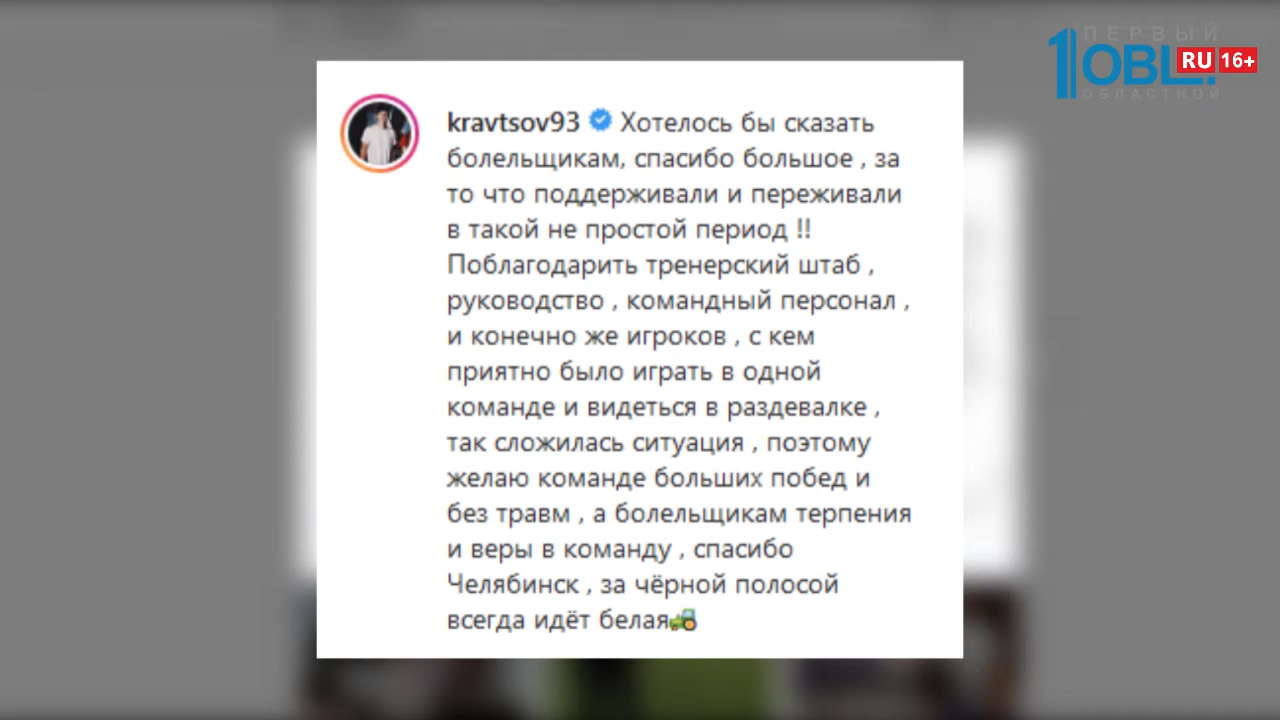 ПЕРВЫЙ
1OBL.
RU 16+
ОБЛАСТНОЙ
kravtsov93 Хотелось бы сказать
болельщикам, спасибо большое , за
то что поддерживали и переживали
в такой не простой период !!
Поблагодарить тренерский штаб ,
руководство , командный персонал ,
и конечно же игроков , с кем
приятно было играть в одной
команде и видеться в раздевалке ,
так сложилась ситуация , поэтому
желаю команде больших побед и
без травм , а болельщикам терпения
и веры в команду , спасибо
Челябинск , за чёрной полосой
всегда идёт белая🚜